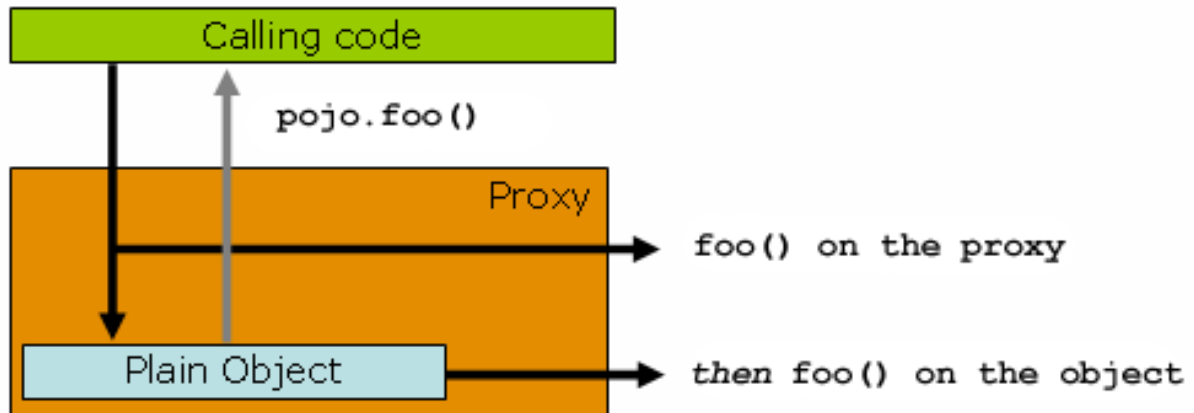 Calling code
pojo.foo()
Proxy
foo() on the proxy
Plain Object
then foo() on the object